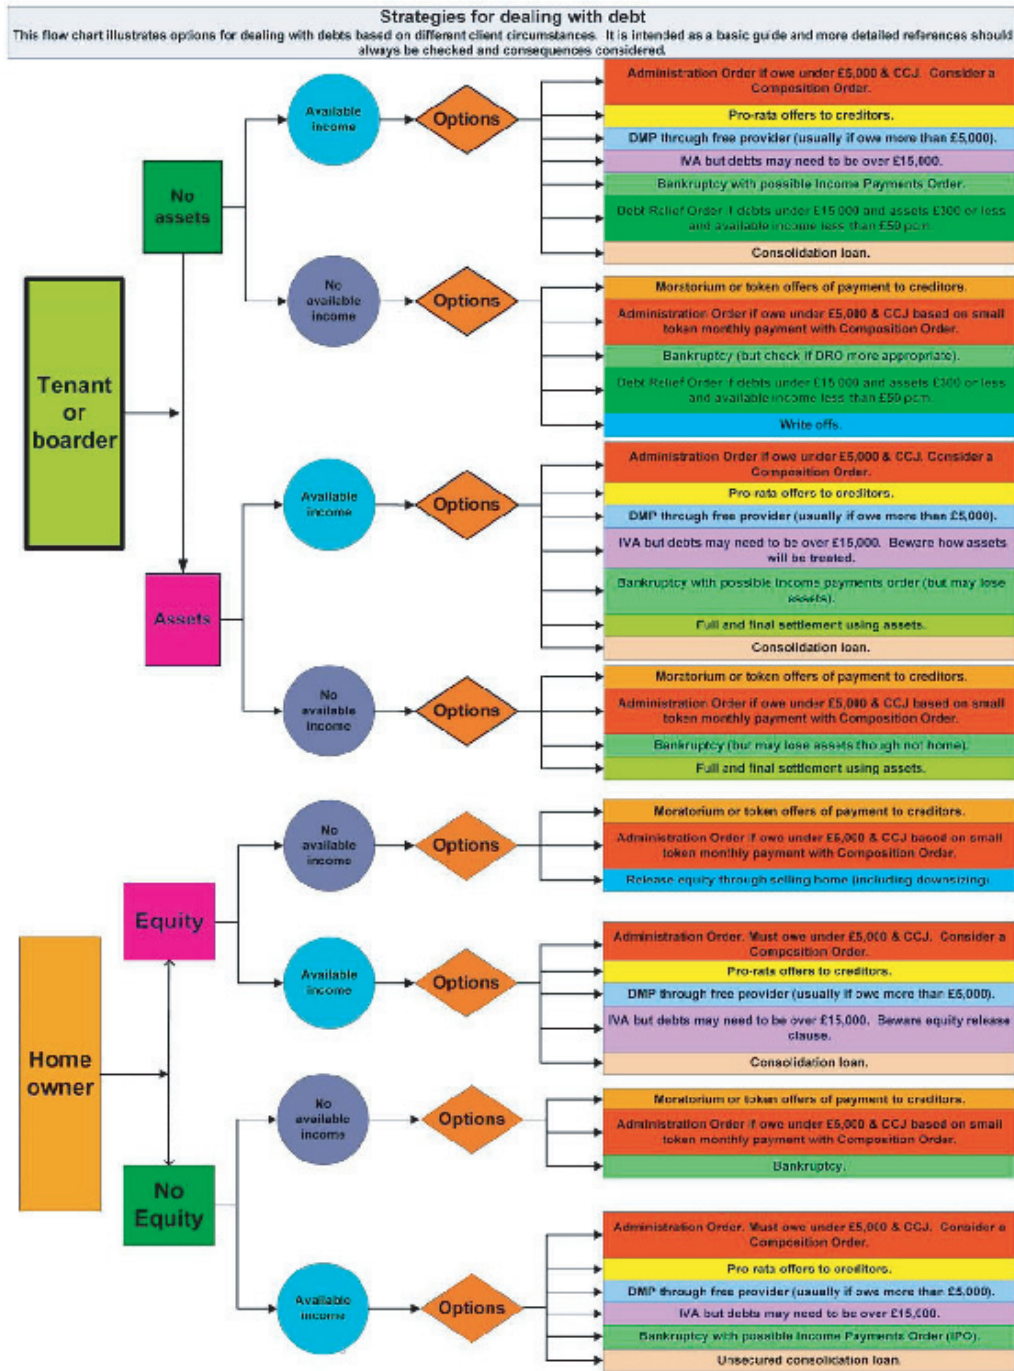 Strategies for dealing with debt
This flow chart illustrates options for dealing with debts based on different client circumstances. It is intended as a basic guide and more detailed references should
always be checked and consequences considered.
Tenant
or
boarder
No
assets
Available
income
Options
Administration Order if owe under £5,000 & CCJ. Consider a
Composition Order.
Pro-rata offers to creditors.
DMP through free provider (usually if owe more than £5,000).
IVA but debts may need to be over £15,000.
Bankruptcy with possible Income Payments Order.
Debt Relief Order if debts under £15 000 and assets £300 or less
and available income less than £50 pcm.
Consolidation loan.
No
available
income
Options
Moratorium or token offers of payment to creditors.
Administration Order if owe under £5,000 & CCJ based on small
token monthly payment with Composition Order.
Bankruptcy (but check if DRO more appropriate).
Debt Relief Order if debts under £15 000 and assets £300 or less
and available income less than £50 pcm.
Write offs.
Assets
Available
income
Options
Administration Order if owe under £5,000 & CCJ. Consider a
Composition Order.
Pro-rata offers to creditors.
DMP through free provider (usually if owe more than £5,000).
IVA but debts may need to be over £15,000. Beware how assets
will be treated.
Bankruptcy with possible Income payments order (but may lose
assets).
Full and final settlement using assets.
Consolidation loan.
No
available
income
Options
Moratorium or token offers of payment to creditors.
Administration Order if owe under £5,000 & CCJ based on small
token monthly payment with Composition Order.
Bankruptcy (but may lose assets though not home).
Full and final settlement using assets.
Home
owner
Equity
No
available
income
Options
Moratorium or token offers of payment to creditors.
Administration Order if owe under £5,000 & CCJ based on small
token monthly payment with Composition Order.
Release equity through selling home (including downsizing)
Available
income
Options
Administration Order. Must owe under £5,000 & CCJ. Consider a
Composition Order.
Pro-rata offers to creditors.
DMP through free provider (usually if owe more than £5,000).
IVA but debts may need to be over £15,000. Beware equity release
clause.
Consolidation loan.
No
Equity
No
available
income
Options
Moratorium or token offers of payment to creditors.
Administration Order if owe under £5,000 & CCJ based on small
token monthly payment with Composition Order.
Bankruptcy.
Available
income
Options
Administration Order. Must owe under £5,000 & CCJ. Consider a
Composition Order.
Pro rata offers to creditors.
DMP through free provider (usually if owe more than £5,000).
IVA but debts may need to be over £15,000.
Bankruptcy with possible Income Payments Order (IPO).
Unsecured consolidation loan.